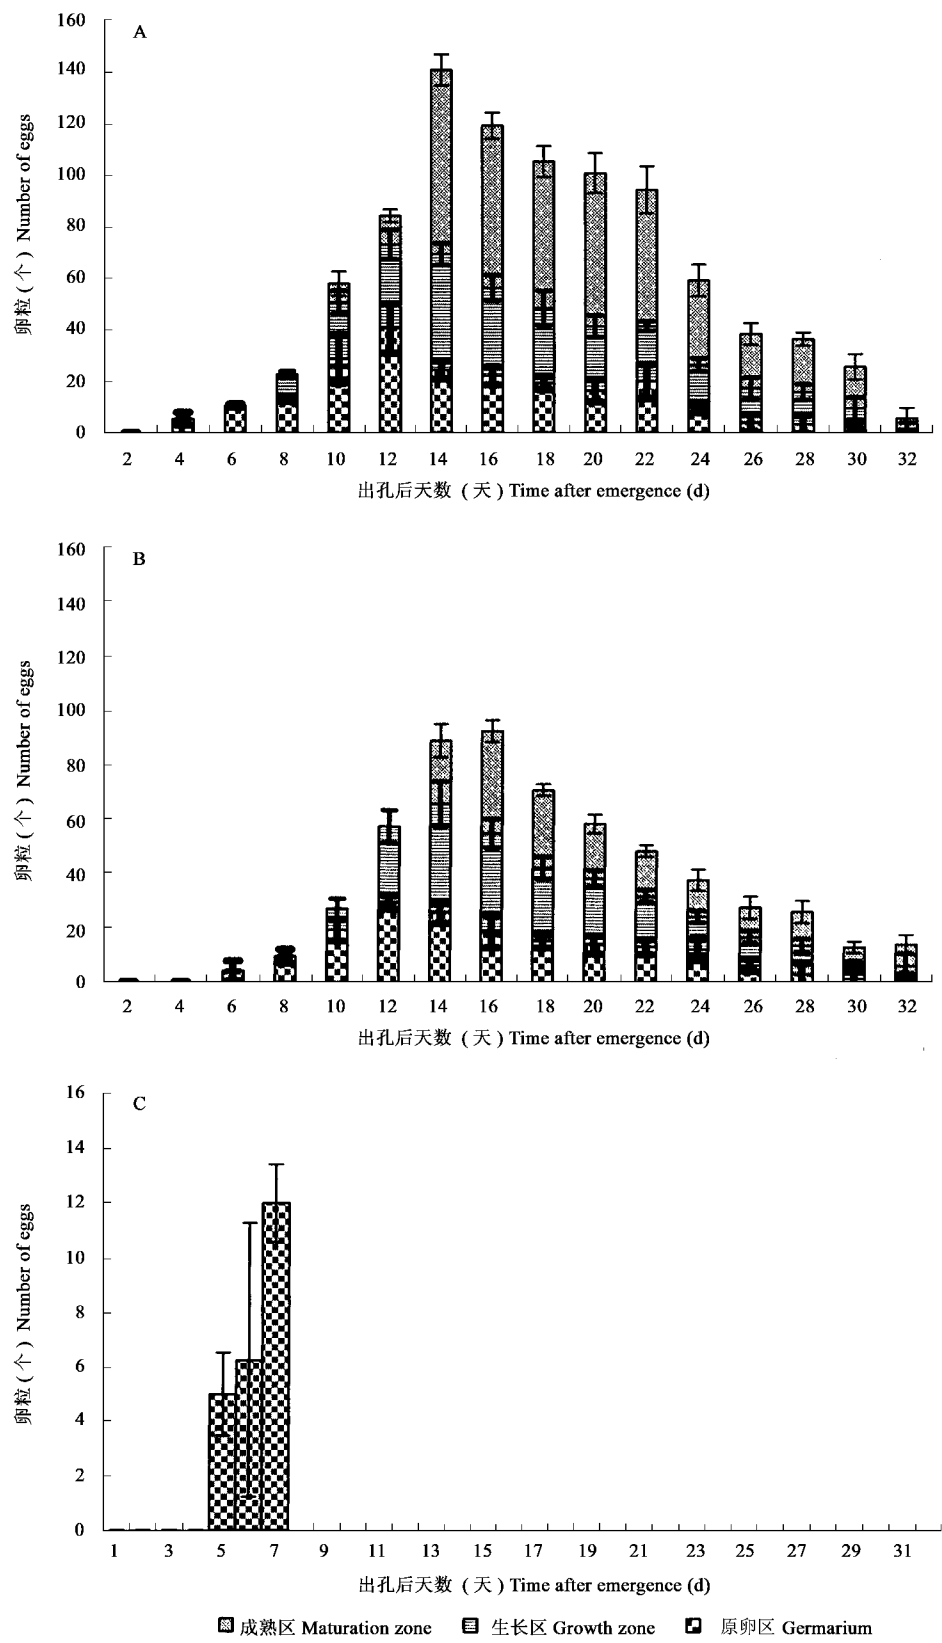 A
160
140
120
100
80
60
40
20
0
卵粒(个) Number of eggs
2 4 6 8 10 12 14 16 18 20 22 24 26 28 30 32
出孔后天数 (天) Time after emergence (d)
B
160
140
120
100
80
60
40
20
0
卵粒(个) Number of eggs
2 4 6 8 10 12 14 16 18 20 22 24 26 28 30 32
出孔后天数 (天) Time after emergence (d)
C
16
14
12
10
8
6
4
2
0
卵粒(个) Number of eggs
1 3 5 7 9 11 13 15 17 19 21 23 25 27 29 31
出孔后天数 (天) Time after emergence (d)
成熟区 Maturation zone 生长区 Growth zone 原卵区 Germarium